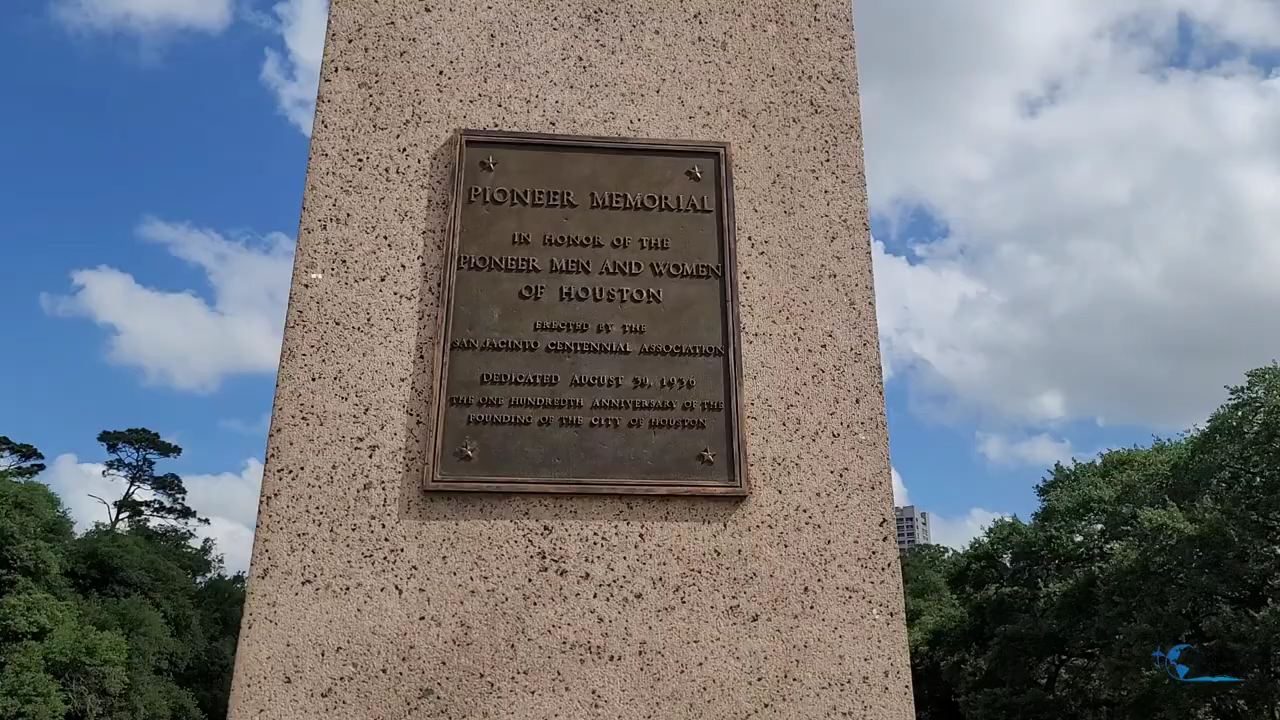 PIONEER MEMORIAL
IN HONOR OF THE
PIONEER MEN AND WOMEN
OF HOUSTON
ERECTED BY THE
SAN JACINTO CENTENNIAL ASSOCIATION
DEDICATED AUGUST 30, 1936
THE ONE HUNDREDTH ANNIVERSARY OF THE
FOUNDING OF THE CITY OF HOUSTON